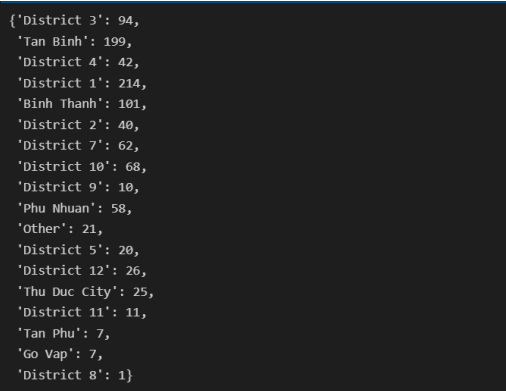 {'District 3': 94,
'Tan Binh': 199,
'District 4': 42,
'District 1': 214,
'Binh Thanh': 101,
'District 2': 40,
'District 7': 62,
'District 10': 68,
'District 9': 10,
'Phu Nhuan': 58,
'Other': 21,
'District 5': 20,
'District 12': 26,
'Thu Duc City': 25,
'District 11': 11,
'Tan Phu': 7,
'Go Vap': 7,
'District 8': 1}